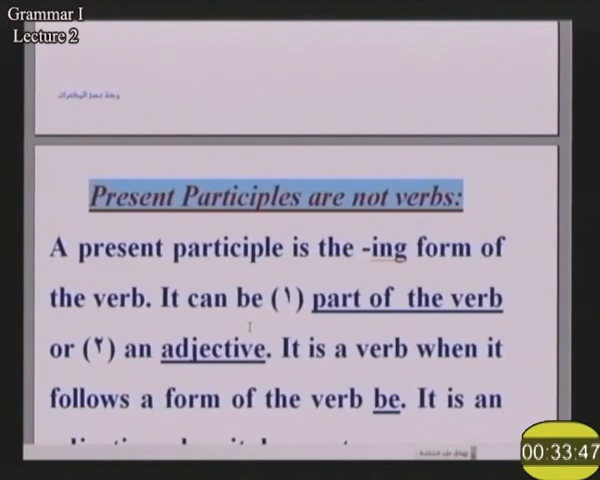 Grammar I
Lecture 2
Present Participles are not verbs:
A present participle is the -ing form of
the verb. It can be (١) part of the verb
or (٢) an adjective. It is a verb when it
follows a form of the verb be. It is an
00:33:47